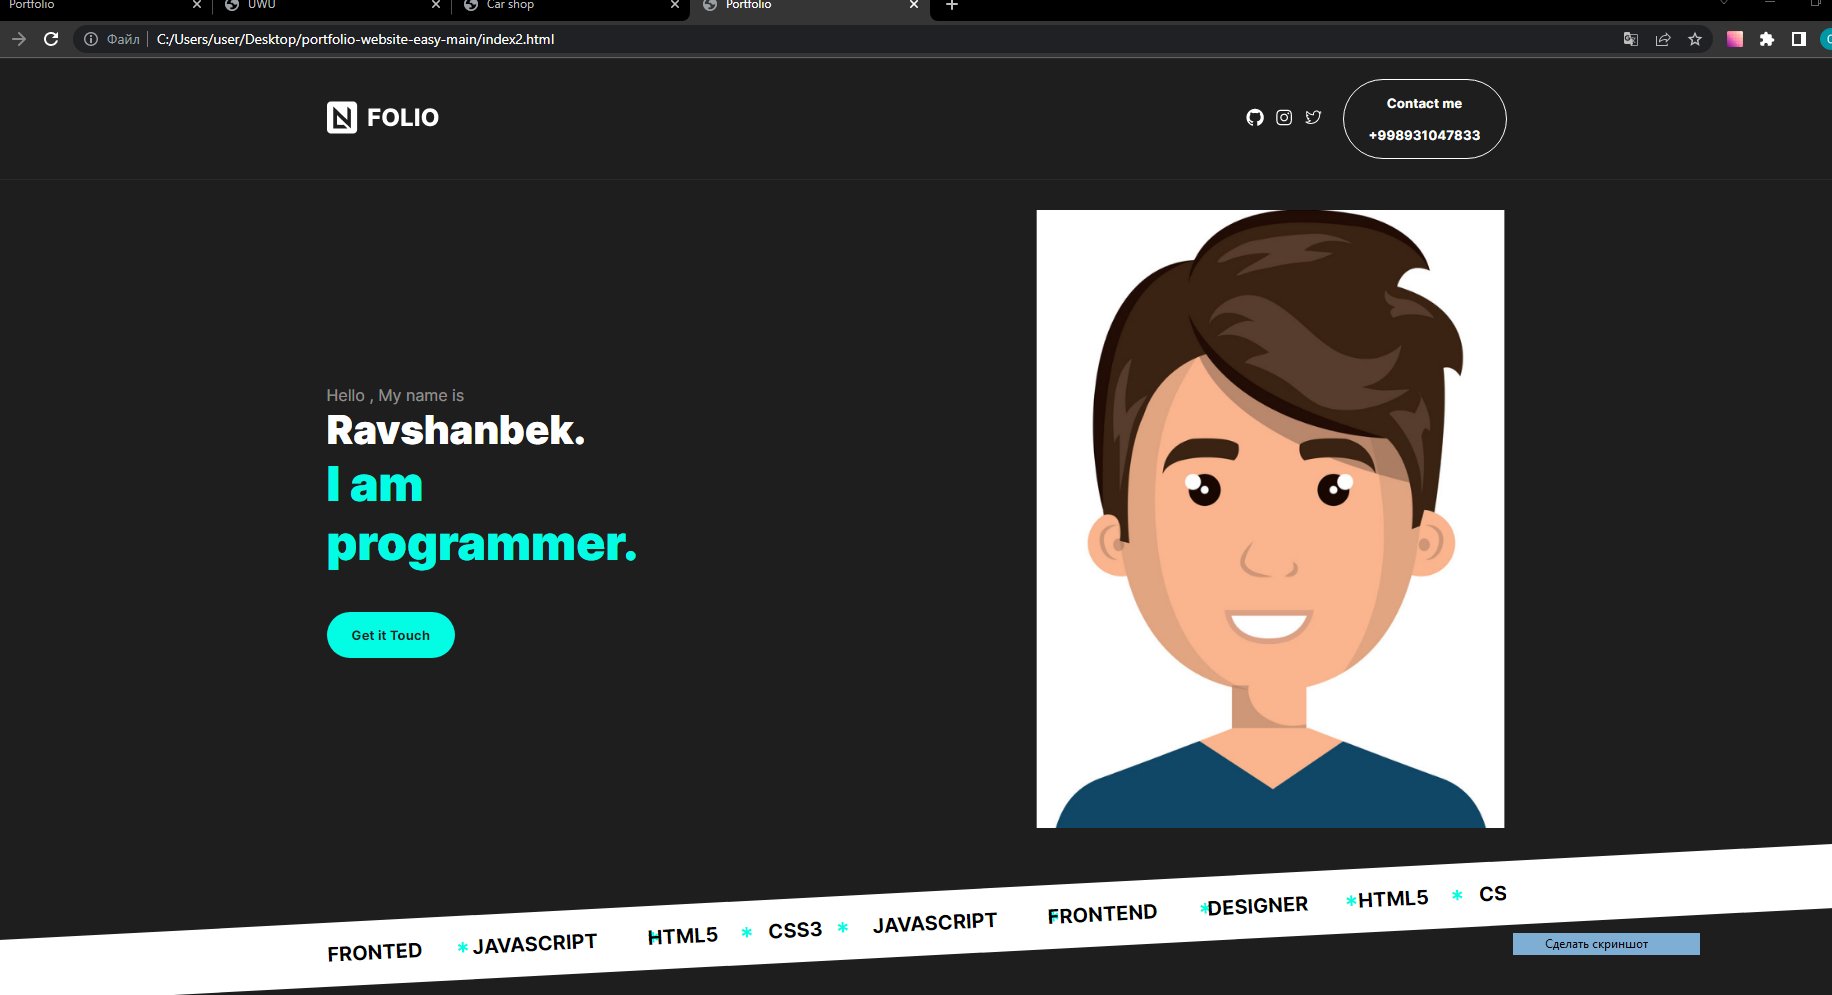 Portfolio
UWU
Car shop
Portfolio
Файл
C:/Users/user/Desktop/portfolio-website-easy-main/index2.html
FOLIO
Contact me
+998931047833
Hello , My name is
Ravshanbek.
I am
programmer.
Get it Touch
FRONTED * JAVASCRIPT * HTML5 * CSS3 * JAVASCRIPT * FRONTEND * DESIGNER * HTML5 * CS
Сделать скриншот